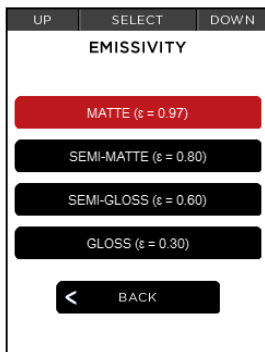 UP SELECT DOWN
EMISSIVITY
MATTE (ε = 0.97)
SEMI-MATTE (ε = 0.80)
SEMI-GLOSS (ε = 0.60)
GLOSS (ε = 0.30)
< BACK